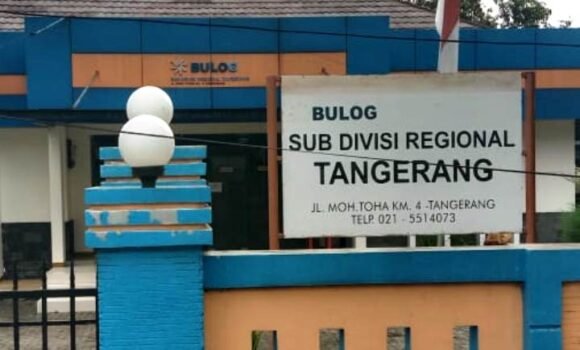 BULOG
BULOG
SUB DIVISI REGIONAL
TANGERANG
JL. MOH.TOHA KM. 4 -TANGERANG
TELP. 021 - 5514073